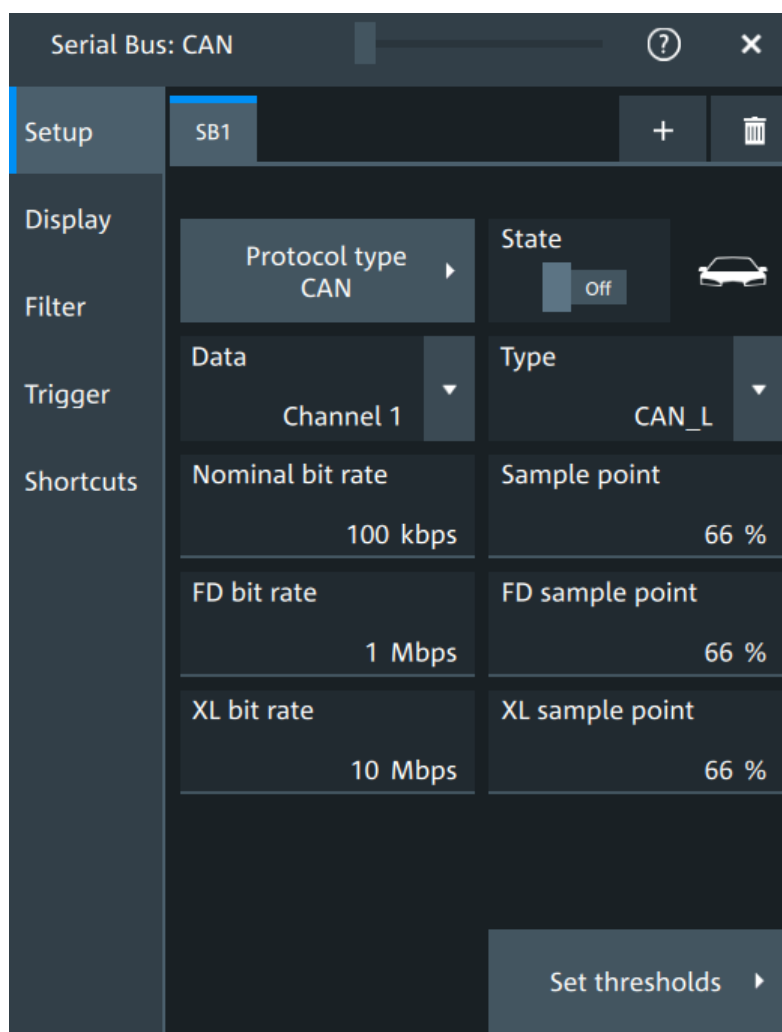 Serial Bus: CAN ?
Setup
SB1
Display
Filter
Trigger
Shortcuts
Protocol type
CAN
State
Off
Data
Channel 1
Type
CAN_L
Nominal bit rate
100 kbps
Sample point
66 %
FD bit rate
1 Mbps
FD sample point
66 %
XL bit rate
10 Mbps
XL sample point
66 %
Set thresholds